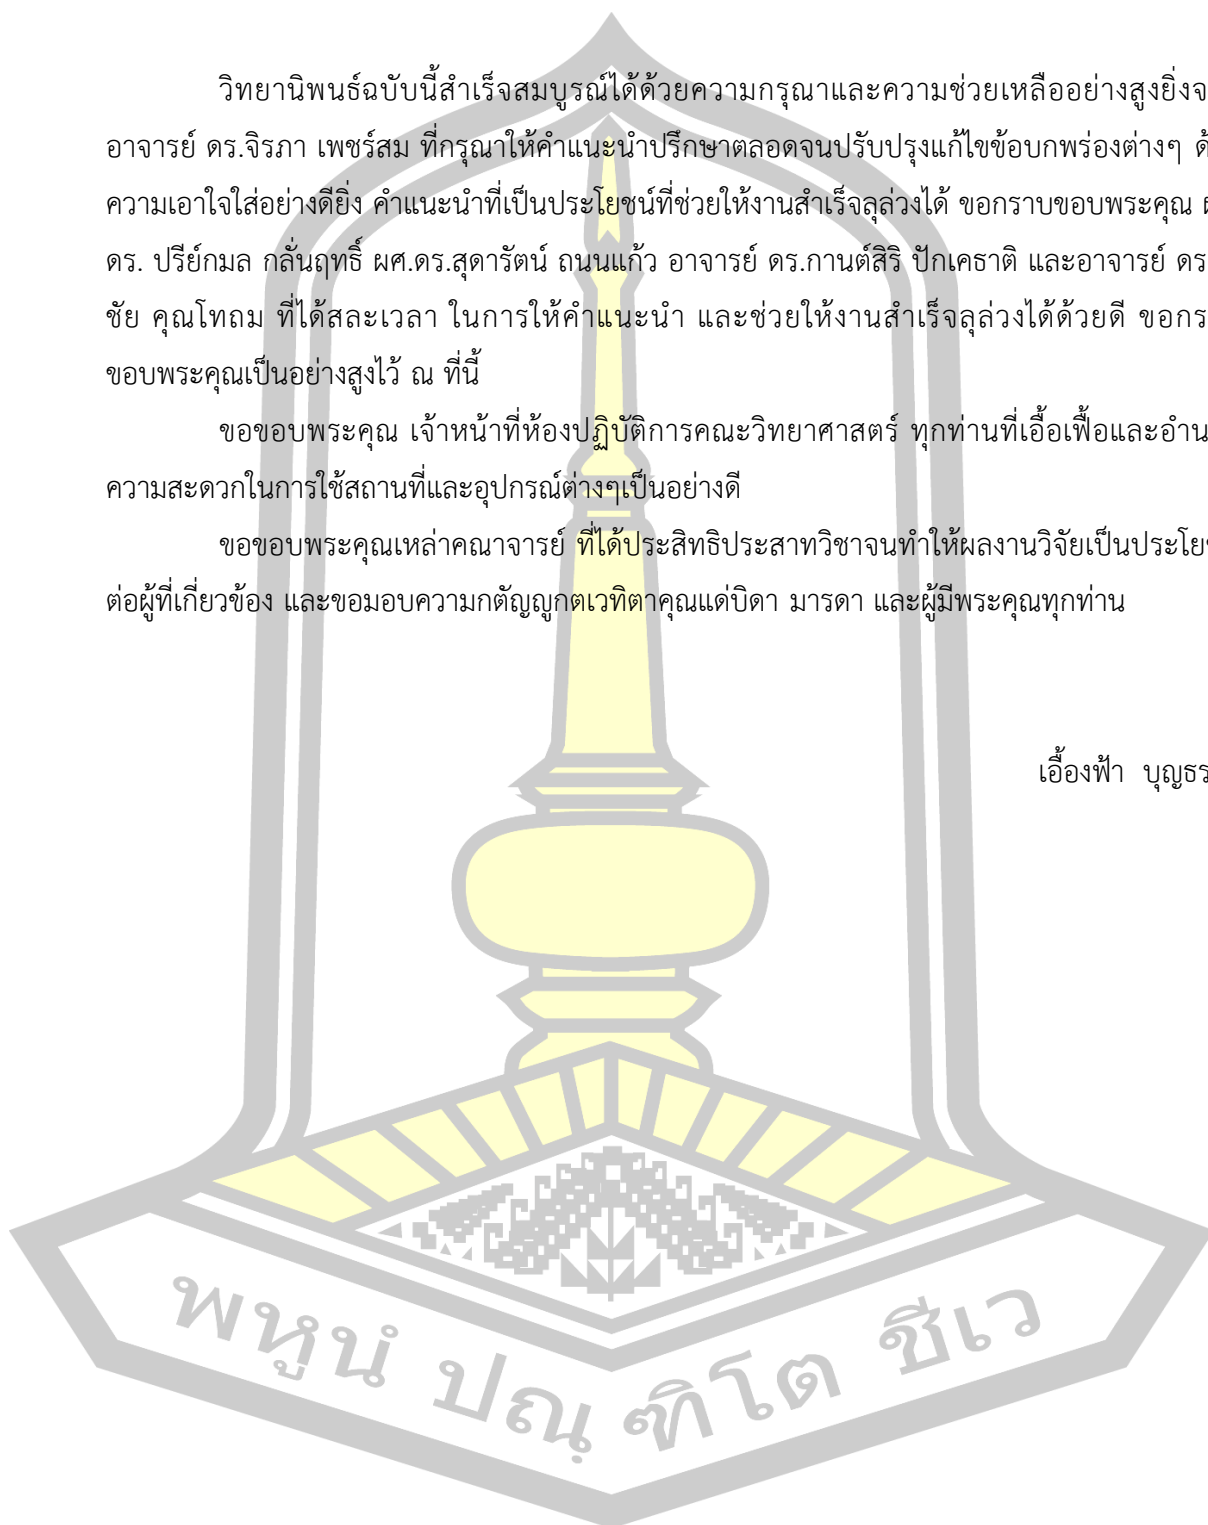 วิทยานิพนธ์ฉบับนี้สำเร็จสมบูรณ์ได้ด้วยความกรุณาและความช่วยเหลืออย่างสูงยิ่งจ
อาจารย์ ดร.จิรภา เพชร์สม ที่กรุณาให้คำแนะนำปรึกษาตลอดจนปรับปรุงแก้ไขข้อบกพร่องต่างๆ ด้
ความเอาใจใส่อย่างดียิ่ง คำแนะนำที่เป็นประโยชน์ที่ช่วยให้งานสำเร็จลุล่วงได้ ขอกราบขอบพระคุณ
ดร. ปรีย์กมล กลั่นฤทธิ์ ผศ.ดร.สุดารัตน์ ถนนแก้ว อาจารย์ ดร.กานต์สิริ ปักเคธาติ และอาจารย์ ดร.
ชัย คุณโทถม ที่ได้สละเวลา ในการให้คำแนะนำ และช่วยให้งานสำเร็จลุล่วงได้ด้วยดี ขอกร
ขอบพระคุณเป็นอย่างสูงไว้ ณ ที่นี้
ขอขอบพระคุณ เจ้าหน้าที่ห้องปฏิบัติการคณะวิทยาศาสตร์ ทุกท่านที่เอื้อเฟื้อและอำน
ความสะดวกในการใช้สถานที่และอุปกรณ์ต่างๆเป็นอย่างดี
ขอขอบพระคุณเหล่าคณาจารย์ ที่ได้ประสิทธิประสาทวิชาจนทำให้ผลงานวิจัยเป็นประโย
ต่อผู้ที่เกี่ยวข้อง และขอมอบความกตัญญูกตเวทิตาคุณแด่บิดา มารดา และผู้มีพระคุณทุกท่าน
เอื้องฟ้า บุญธร
พหูนํ ปณฺฑิโต ชีเว